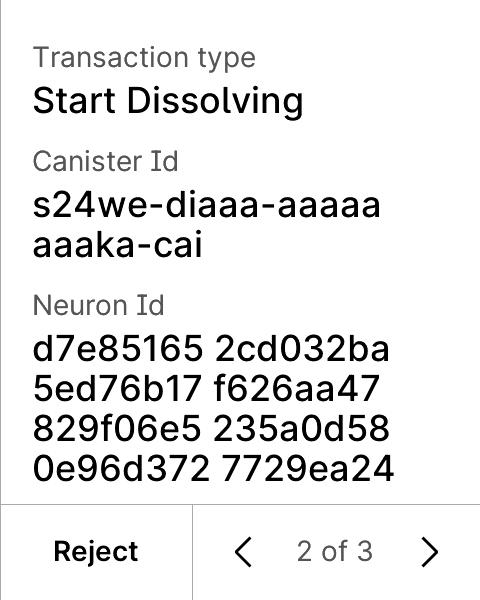 Transaction type
Start Dissolving
Canister Id
s24we-diaaa-aaaaa
aaaka-cai
Neuron Id
d7e85165 2cd032ba
5ed76b17 f626aa47
829f06e5 235a0d58
0e96d372 7729ea24
Reject
2 of 3